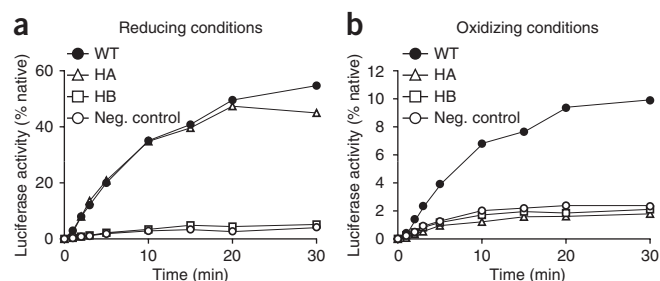 a
Reducing conditions
WT
HA
HB
Neg. control
Luciferase activity (% native)
60
40
20
0
0
10
20
30
Time (min)
b
Oxidizing conditions
WT
HA
HB
Neg. control
Luciferase activity (% native)
12
10
8
6
4
2
0
0
10
20
30
Time (min)